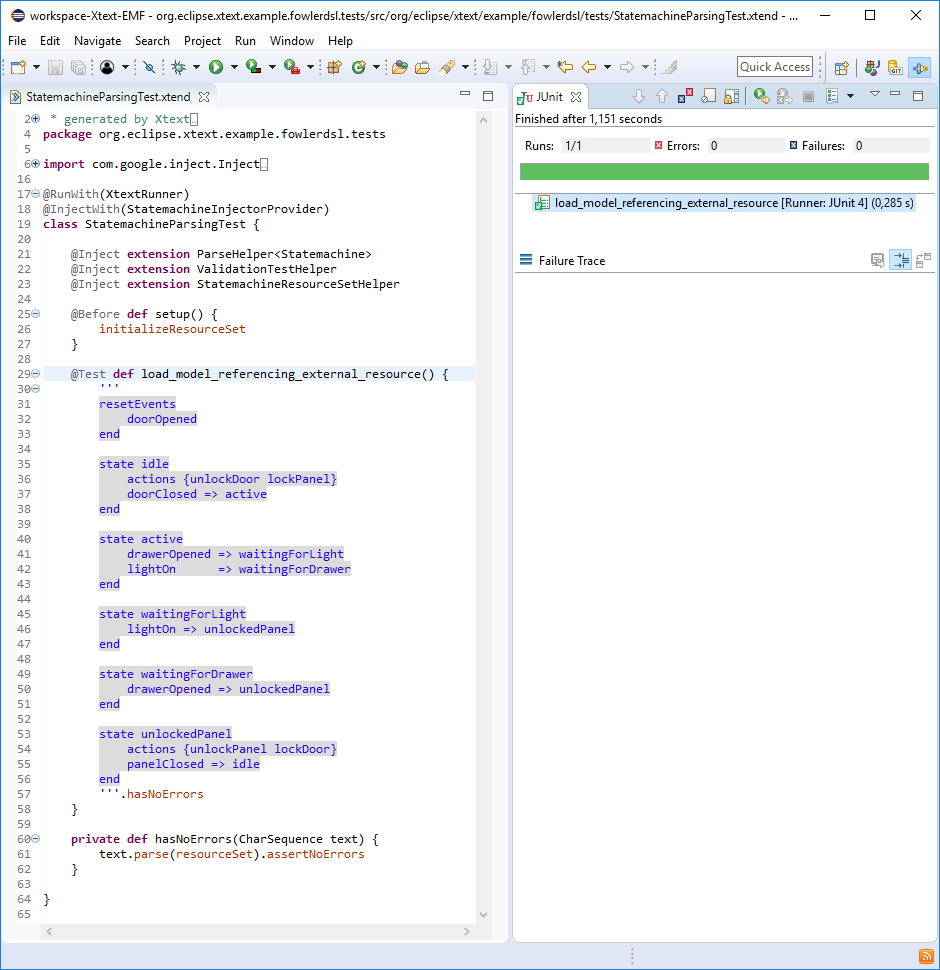 workspace-Xtext-EMF - org.eclipse.xtext.example.fowlerdsl.tests/src/org/eclipse/xtext/example/fowlerdsl/tests/StatemachineParsingTest.xtend - ...
File Edit Navigate Search Project Run Window Help
Quick Access
StatemachineParsingTest.xtend
2 * generated by Xtext
4 package org.eclipse.xtext.example.fowlerdsl.tests
5
6 import com.google.inject.Inject
16
17 @RunWith(XtextRunner)
18 @InjectWith(StatemachineInjectorProvider)
19 class StatemachineParsingTest {
20
21 @Inject extension ParseHelper<Statemachine>
22 @Inject extension ValidationTestHelper
23 @Inject extension StatemachineResourceSetHelper
24
25 @Before def setup() {
26 initializeResourceSet
27 }
28
29 @Test def load_model_referencing_external_resource() {
30 '''
31 resetEvents
32 doorOpened
33 end
34
35 state idle
36 actions {unlockDoor lockPanel}
37 doorClosed => active
38 end
39
40 state active
41 drawerOpened => waitingForLight
42 lightOn => waitingForDrawer
43 end
44
45 state waitingForLight
46 lightOn => unlockedPanel
47 end
48
49 state waitingForDrawer
50 drawerOpened => unlockedPanel
51 end
52
53 state unlockedPanel
54 actions {unlockPanel lockDoor}
55 panelClosed => idle
56 end
57 '''.hasNoErrors
58 }
59
60 private def hasNoErrors(CharSequence text) {
61 text.parse(resourceSet).assertNoErrors
62 }
63
64 }
65
JUnit
Finished after 1,151 seconds
Runs: 1/1 Errors: 0 Failures: 0
load_model_referencing_external_resource [Runner: JUnit 4] (0,285 s)
Failure Trace